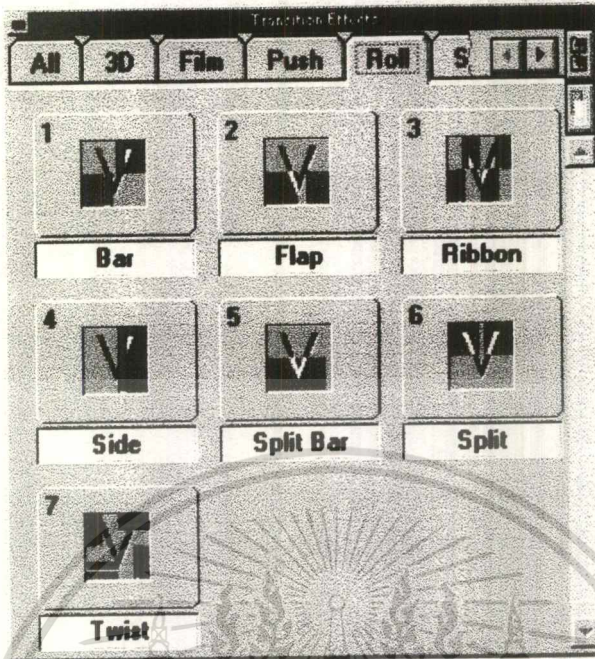 Transition Effects
All 3D Film Push Roll S
1 2 3
Bar Flap Ribbon
4 5 6
Side Split Bar Split
7
Twist